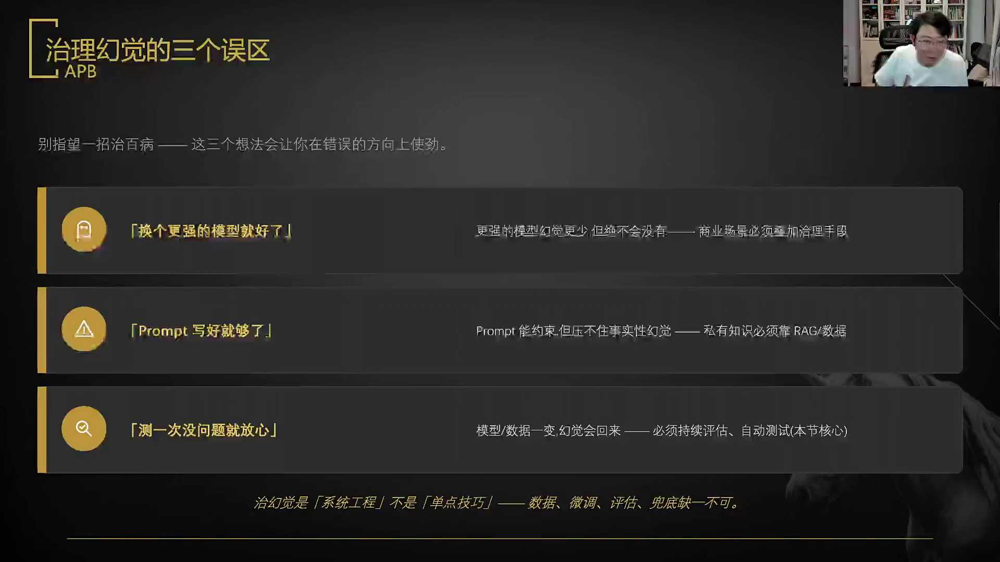 治理幻觉的三个误区
APB
别指望一招治百病 —— 这三个想法会让你在错误的方向上使劲。
「换个更强的模型就好了」
更强的模型幻觉更少,但绝不会没有 —— 商业场景必须叠加治理手段
「Prompt 写好就够了」
Prompt 能约束,但压不住事实性幻觉 —— 私有知识必须靠 RAG/数据
「测一次没问题就放心」
模型/数据一变,幻觉会回来 —— 必须持续评估、自动测试(本节核心)
治幻觉是「系统工程」不是「单点技巧」—— 数据、微调、评估、兜底缺一不可。